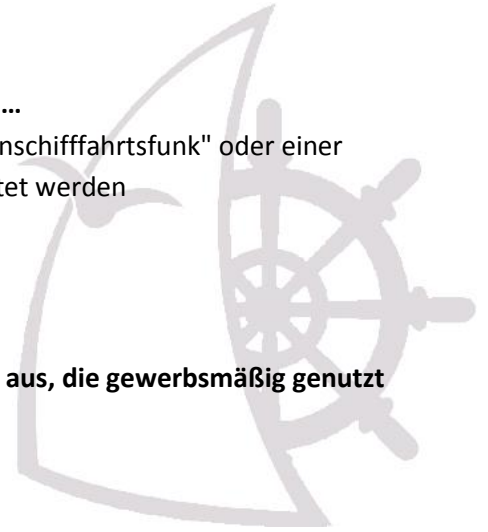 …
nschifffahrtsfunk" oder einer
tet werden
aus, die gewerbsmäßig genutzt